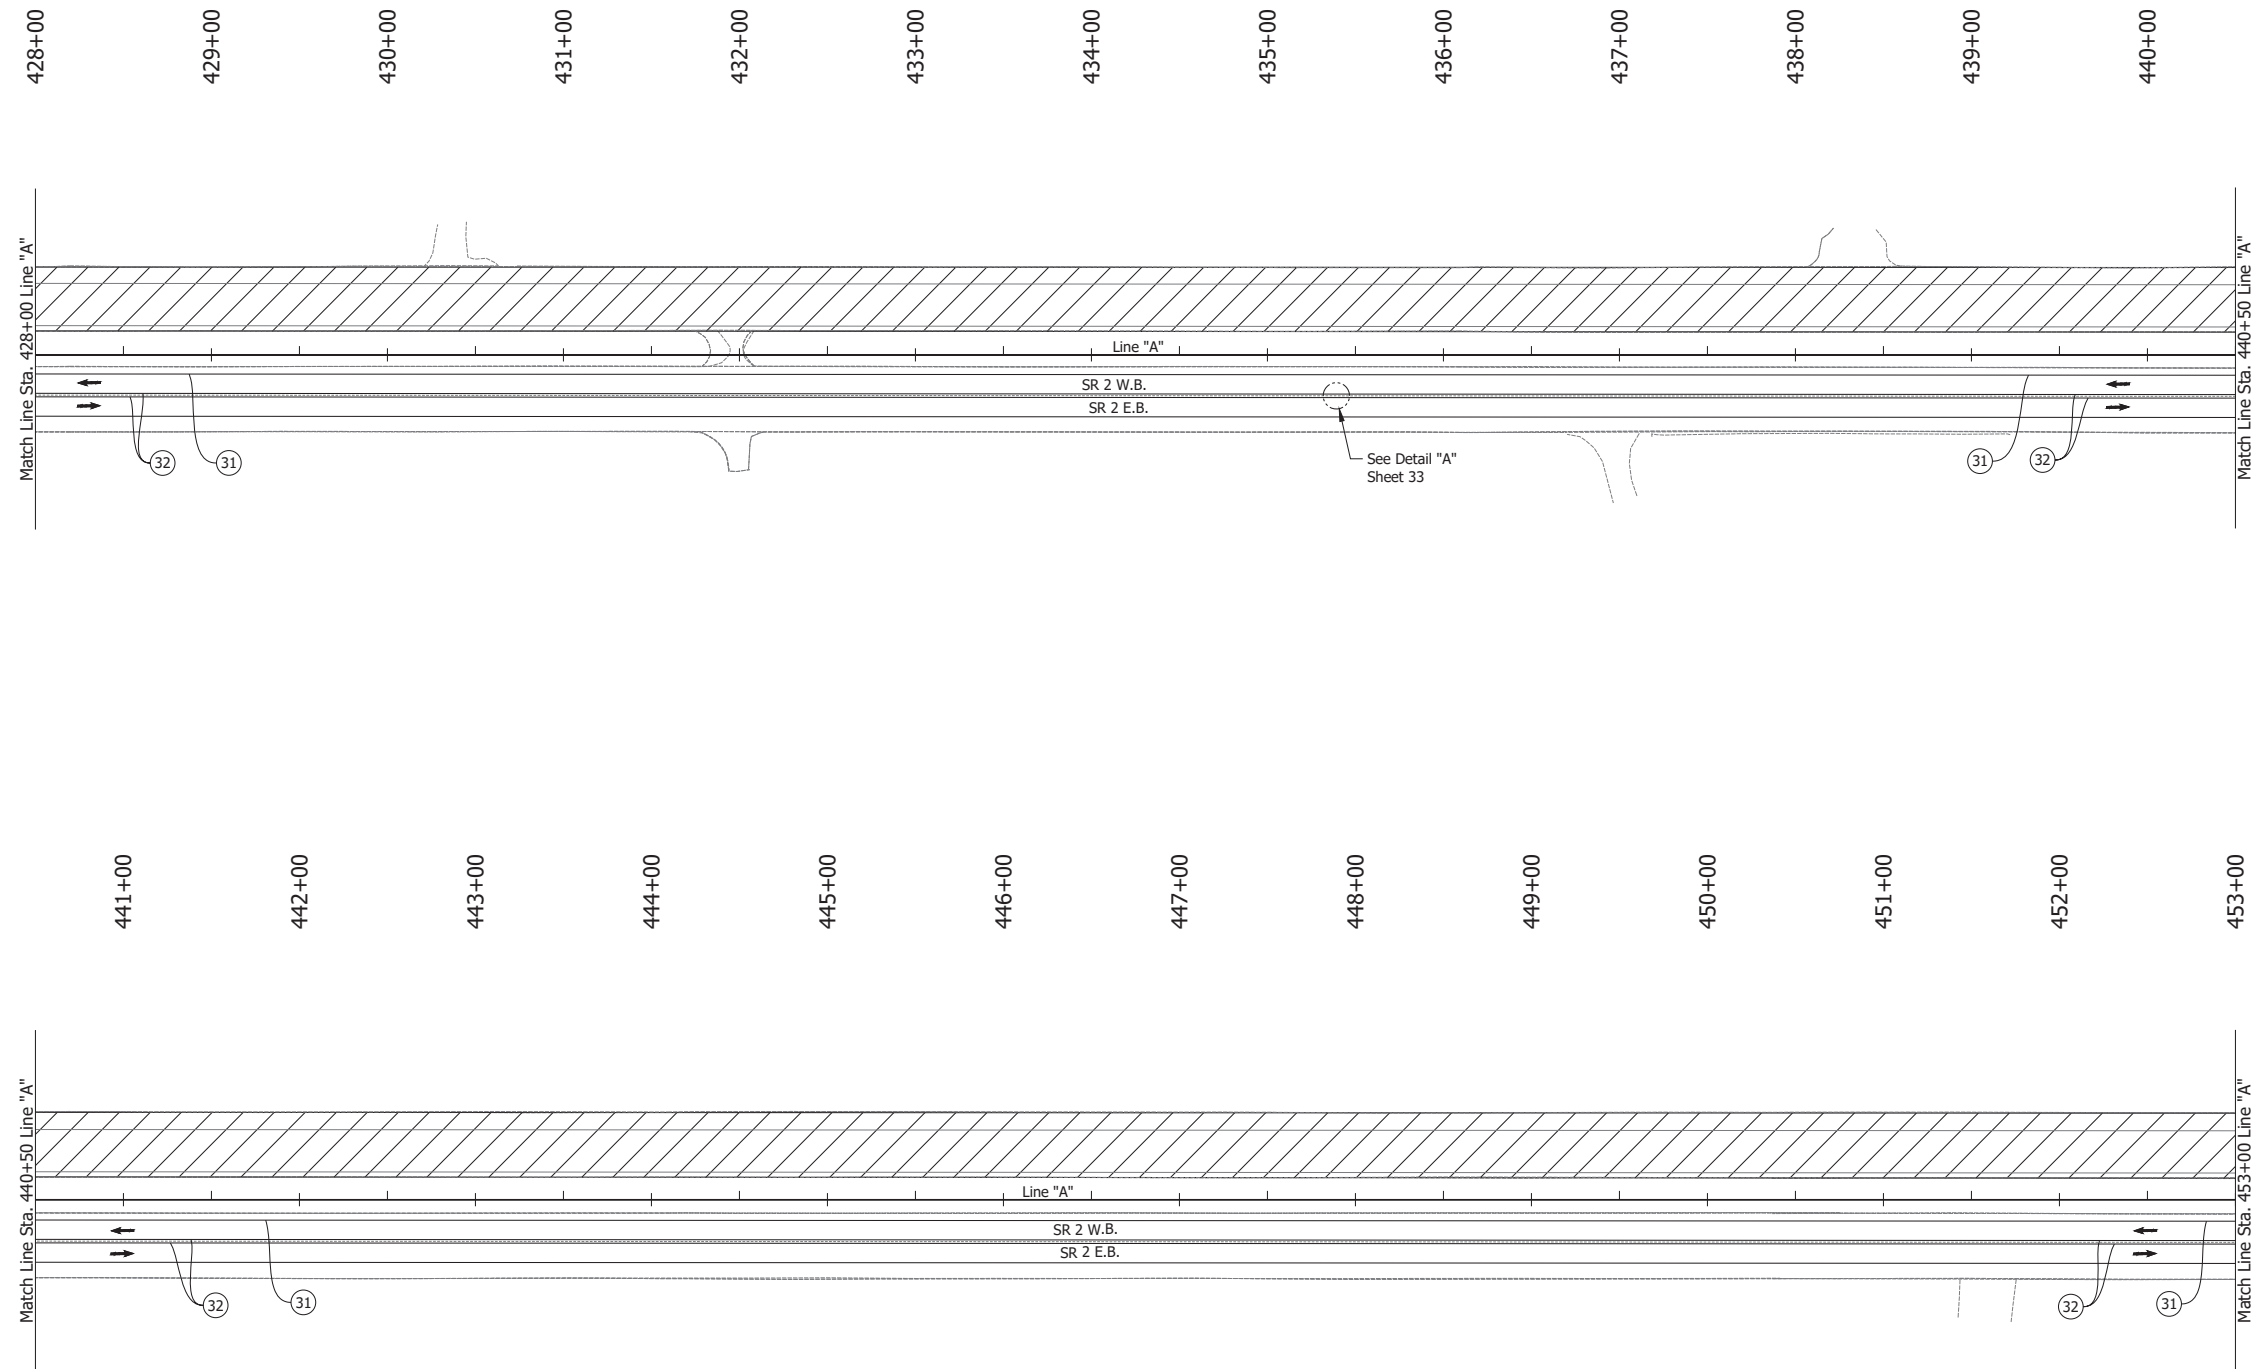 428+00
429+00
430+00
431+00
432+00
433+00
434+00
435+00
436+00
437+00
438+00
439+00
440+00
Match Line Sta. 428+00 Line "A"
Line "A"
SR 2 W.B.
SR 2 E.B.
32
31
See Detail "A"
Sheet 33
31
32
Match Line Sta. 440+50 Line "A"
441+00
442+00
443+00
444+00
445+00
446+00
447+00
448+00
449+00
450+00
451+00
452+00
453+00
Match Line Sta. 440+50 Line "A"
Line "A"
SR 2 W.B.
SR 2 E.B.
32
31
32
31
Match Line Sta. 453+00 Line "A"